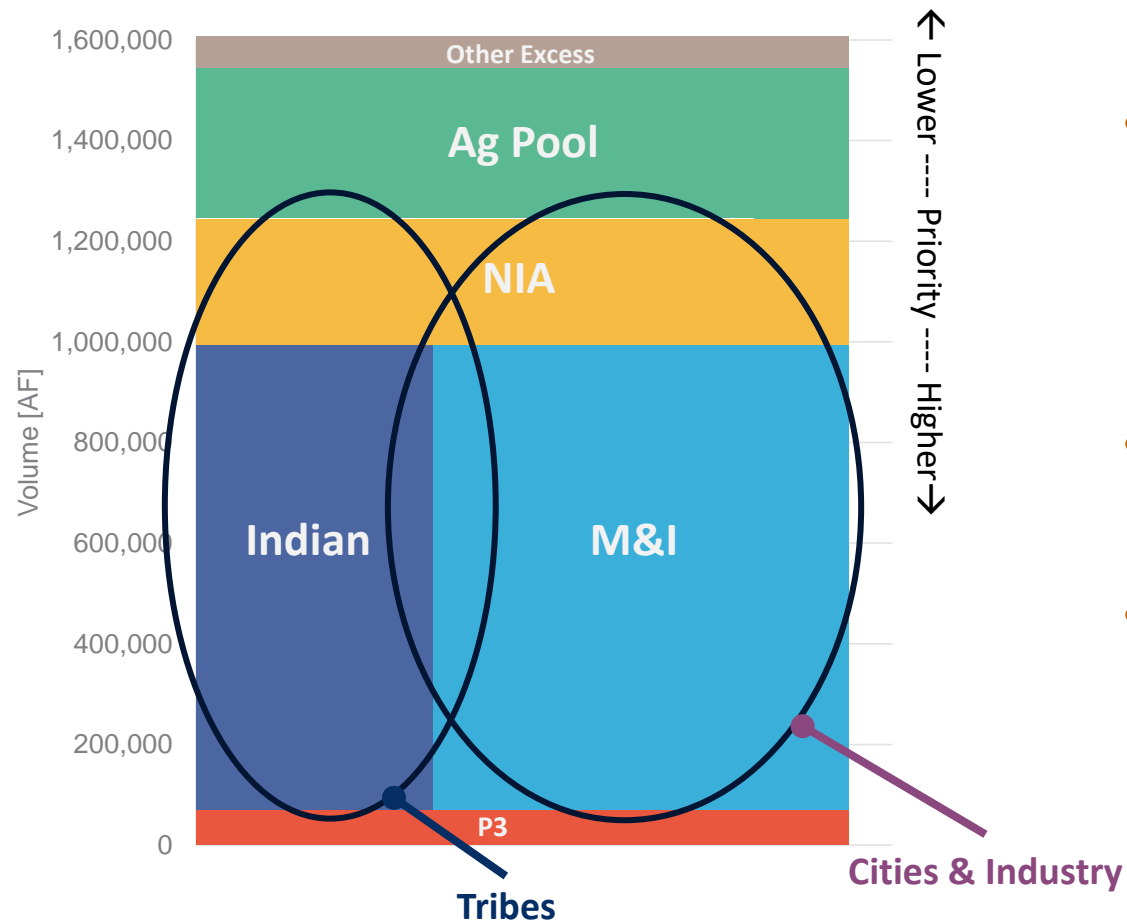 1,600,000
1,400,000
1,200,000
1,000,000
800,000
600,000
400,000
200,000
0
Volume [AF]
Other Excess
Ag Pool
NIA
Indian
M&I
P3
← Lower ---- Priority ---- Higher→
Cities & Industry
Tribes